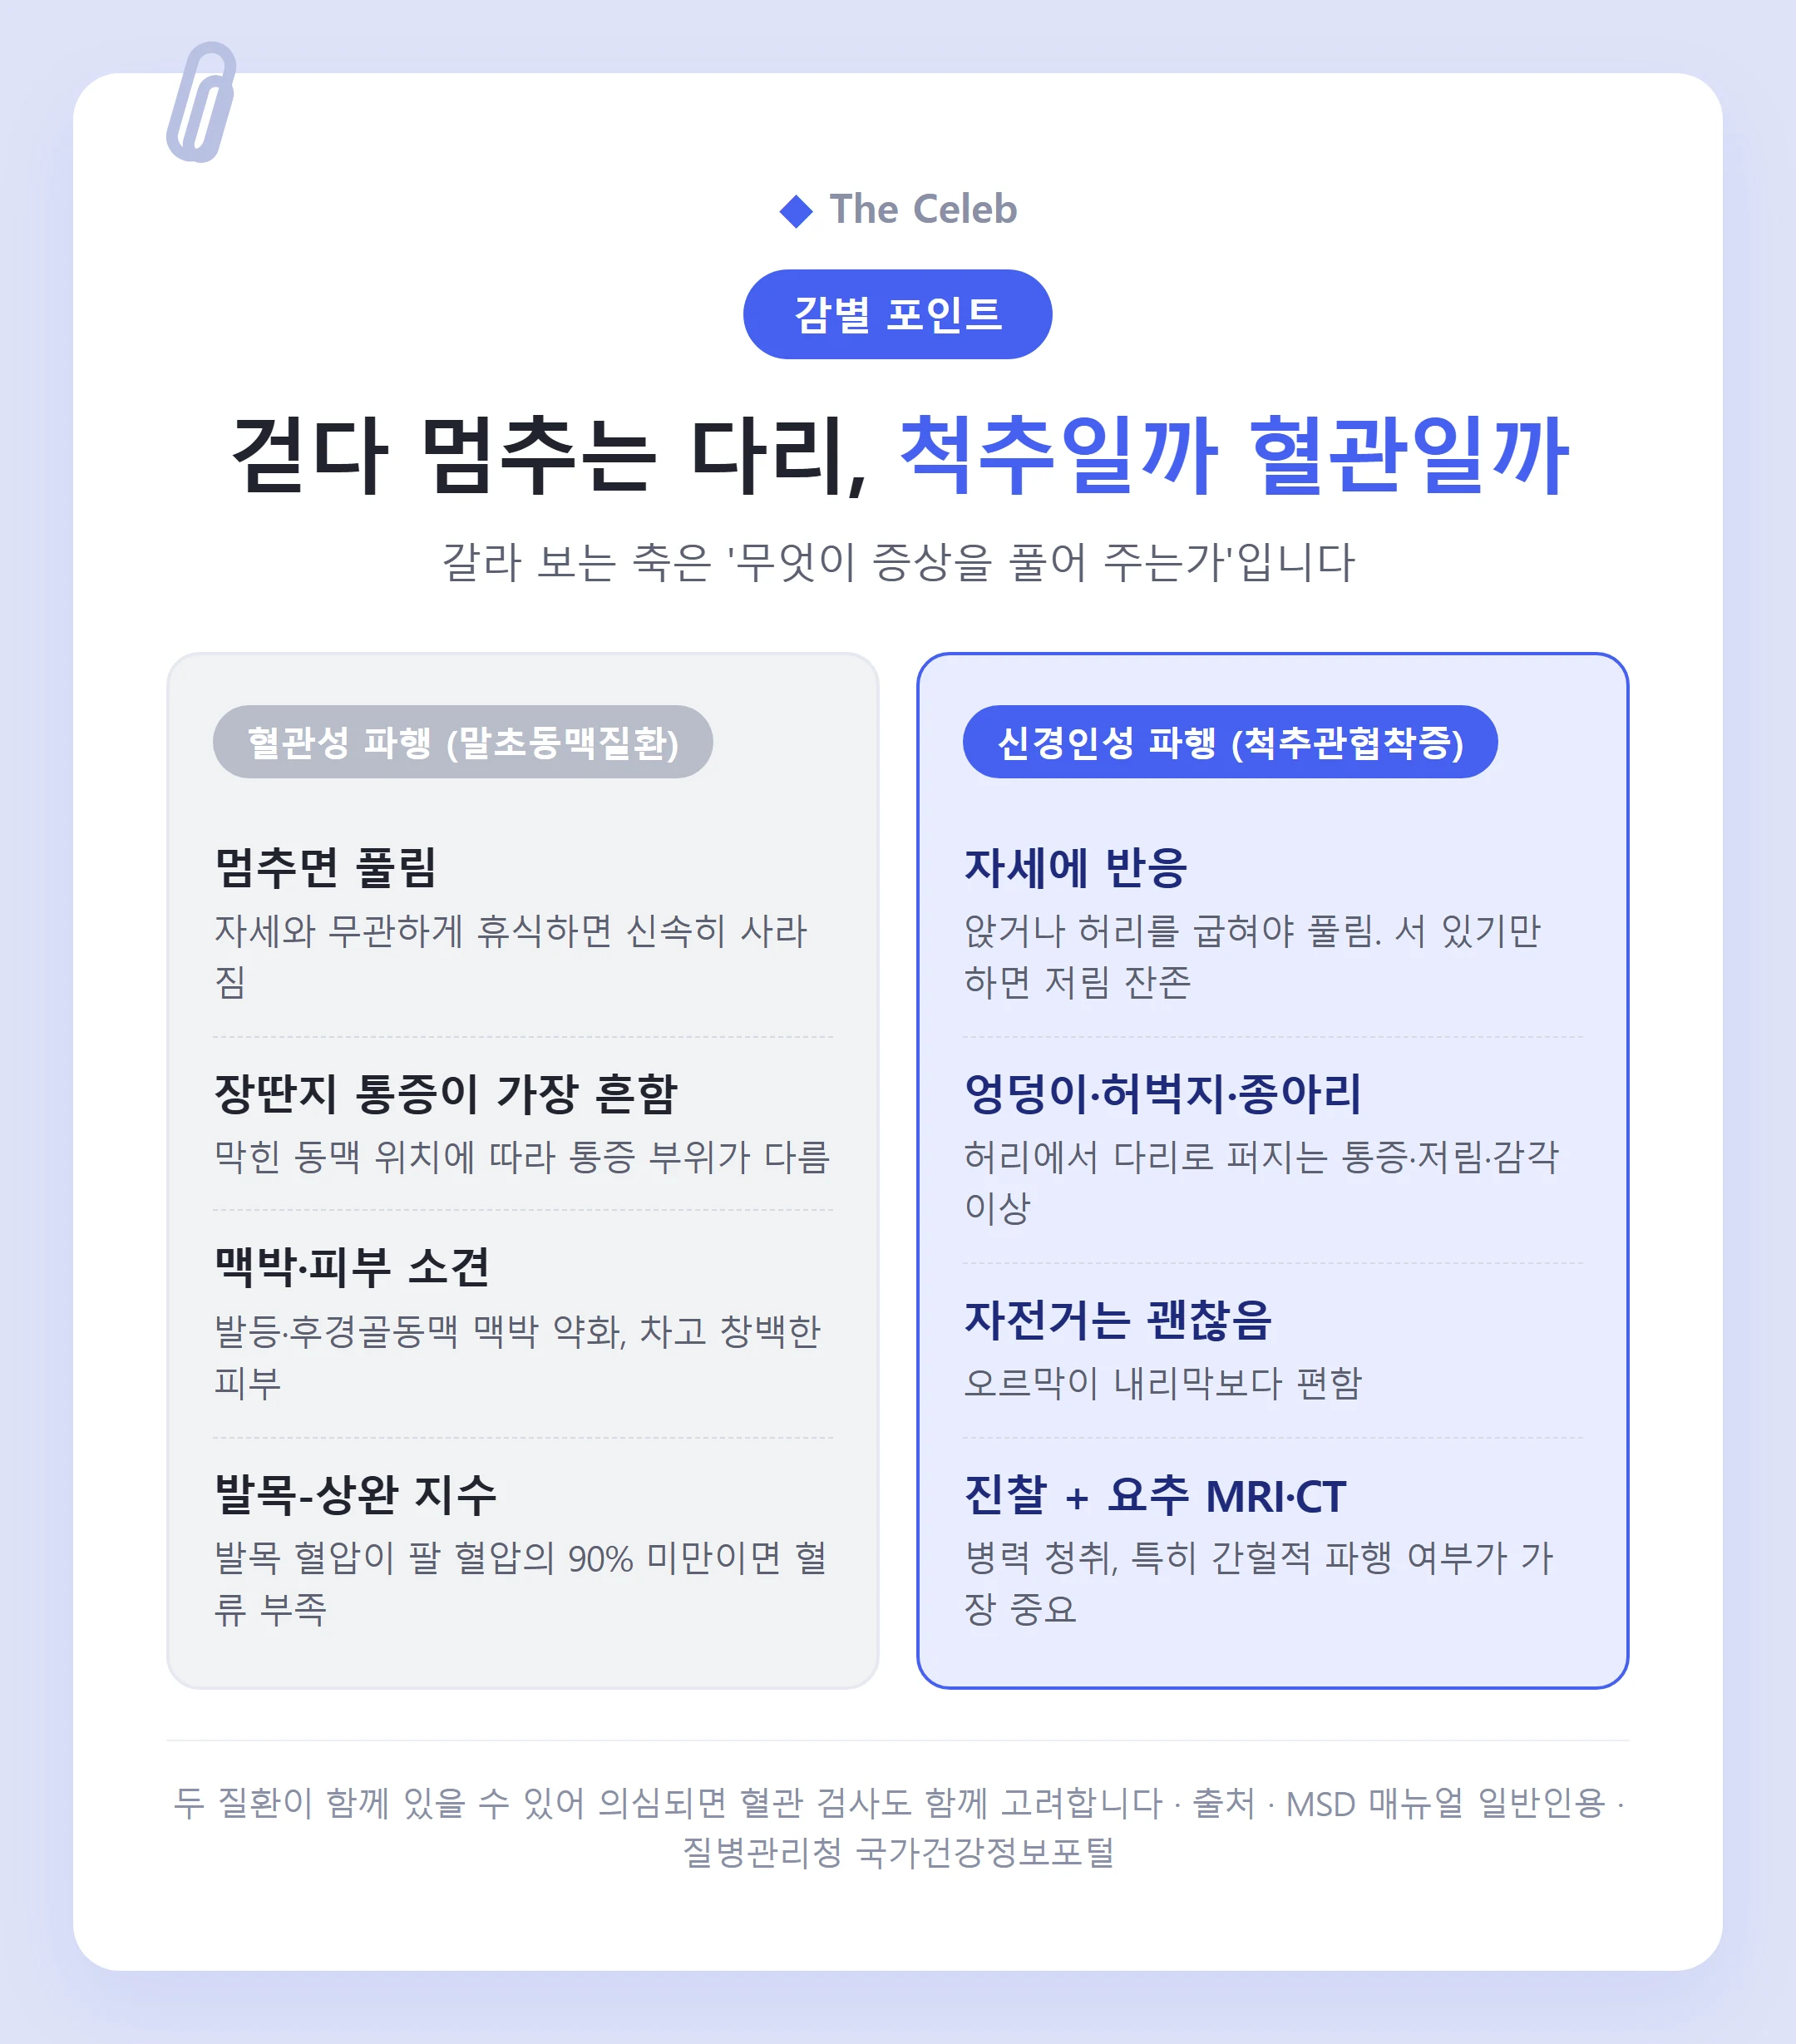 The Celeb
감별 포인트
걷다 멈추는 다리, 척추일까 혈관일까
갈라 보는 축은 '무엇이 증상을 풀어 주는가'입니다
혈관성 파행 (말초동맥질환)
멈추면 풀림
자세와 무관하게 휴식하면 신속히 사라
짐
장딴지 통증이 가장 흔함
막힌 동맥 위치에 따라 통증 부위가 다름
맥박·피부 소견
발등·후경골동맥 맥박 약화, 차고 창백한
피부
발목-상완 지수
발목 혈압이 팔 혈압의 90% 미만이면 혈
류 부족
신경인성 파행 (척추관협착증)
자세에 반응
앉거나 허리를 굽혀야 풀림. 서 있기만
하면 저림 잔존
엉덩이·허벅지·종아리
허리에서 다리로 퍼지는 통증·저림·감각
이상
자전거는 괜찮음
오르막이 내리막보다 편함
진찰 + 요추 MRI·CT
병력 청취, 특히 간헐적 파행 여부가 가
장 중요
두 질환이 함께 있을 수 있어 의심되면 혈관 검사도 함께 고려합니다 · 출처 · MSD 매뉴얼 일반인용 ·
질병관리청 국가건강정보포털